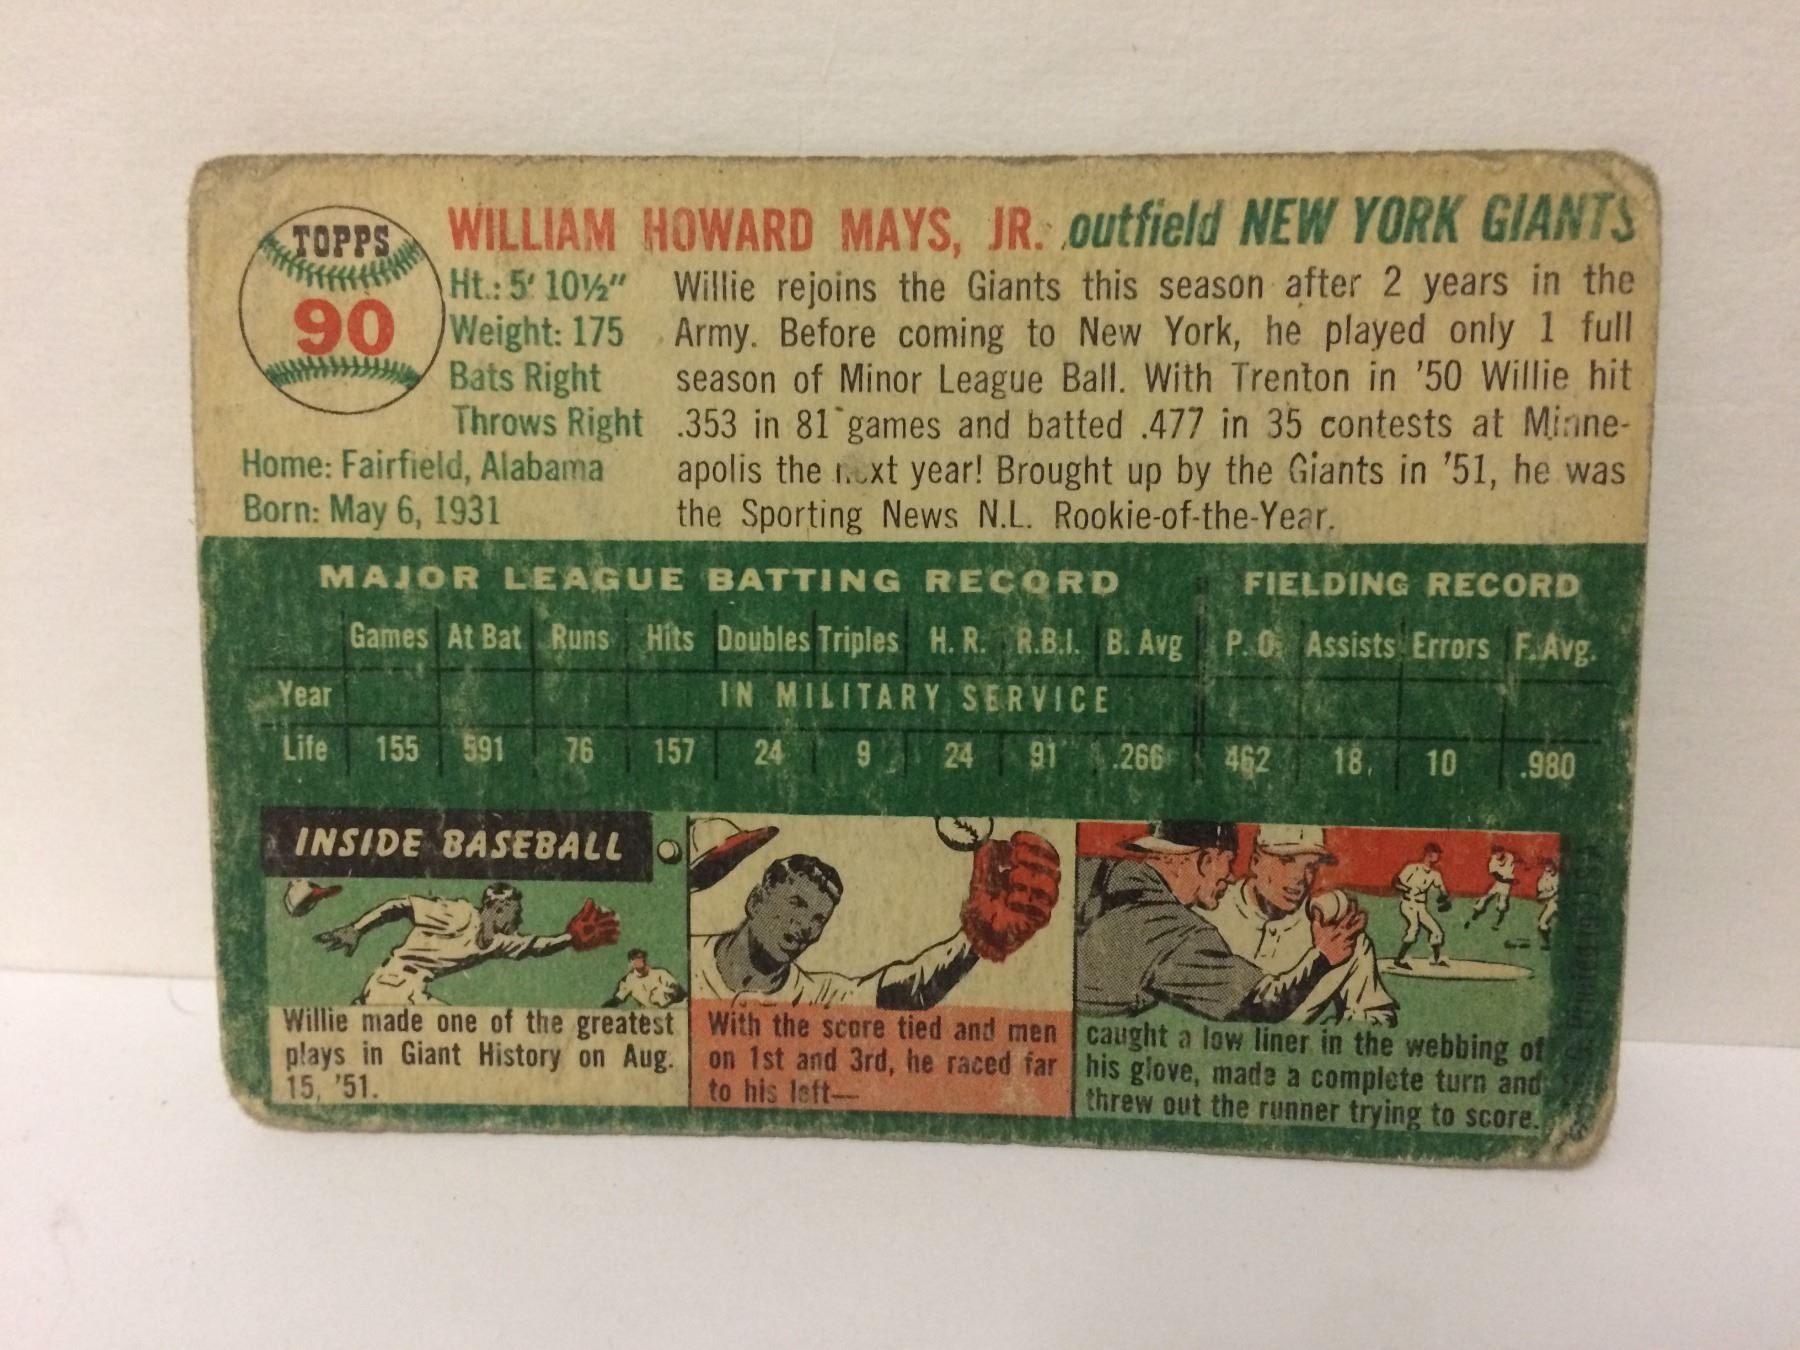 TOPPS
90
WILLIAM HOWARD MAYS, JR. outfield NEW YORK GIANTS
Ht.: 5' 10½"
Weight: 175
Bats Right
Throws Right
Home: Fairfield, Alabama
Born: May 6, 1931
Willie rejoins the Giants this season after 2 years in the
Army. Before coming to New York, he played only 1 full
season of Minor League Ball. With Trenton in '50 Willie hit
.353 in 81 games and batted .477 in 35 contests at Minne-
apolis the next year! Brought up by the Giants in '51, he was
the Sporting News N.L. Rookie-of-the-Year.
MAJOR LEAGUE BATTING RECORD FIELDING RECORD
Games At Bat Runs Hits Doubles Triples H. R. R.B.I. B. Avg P. O. Assists Errors F. Avg.
Year IN MILITARY SERVICE
Life 155 591 76 157 24 9 24 91 .266 462 18 10 .980
INSIDE BASEBALL
Willie made one of the greatest
plays in Giant History on Aug.
15, '51.
With the score tied and men
on 1st and 3rd, he raced far
to his left—
caught a low liner in the webbing of
his glove, made a complete turn and
threw out the runner trying to score.